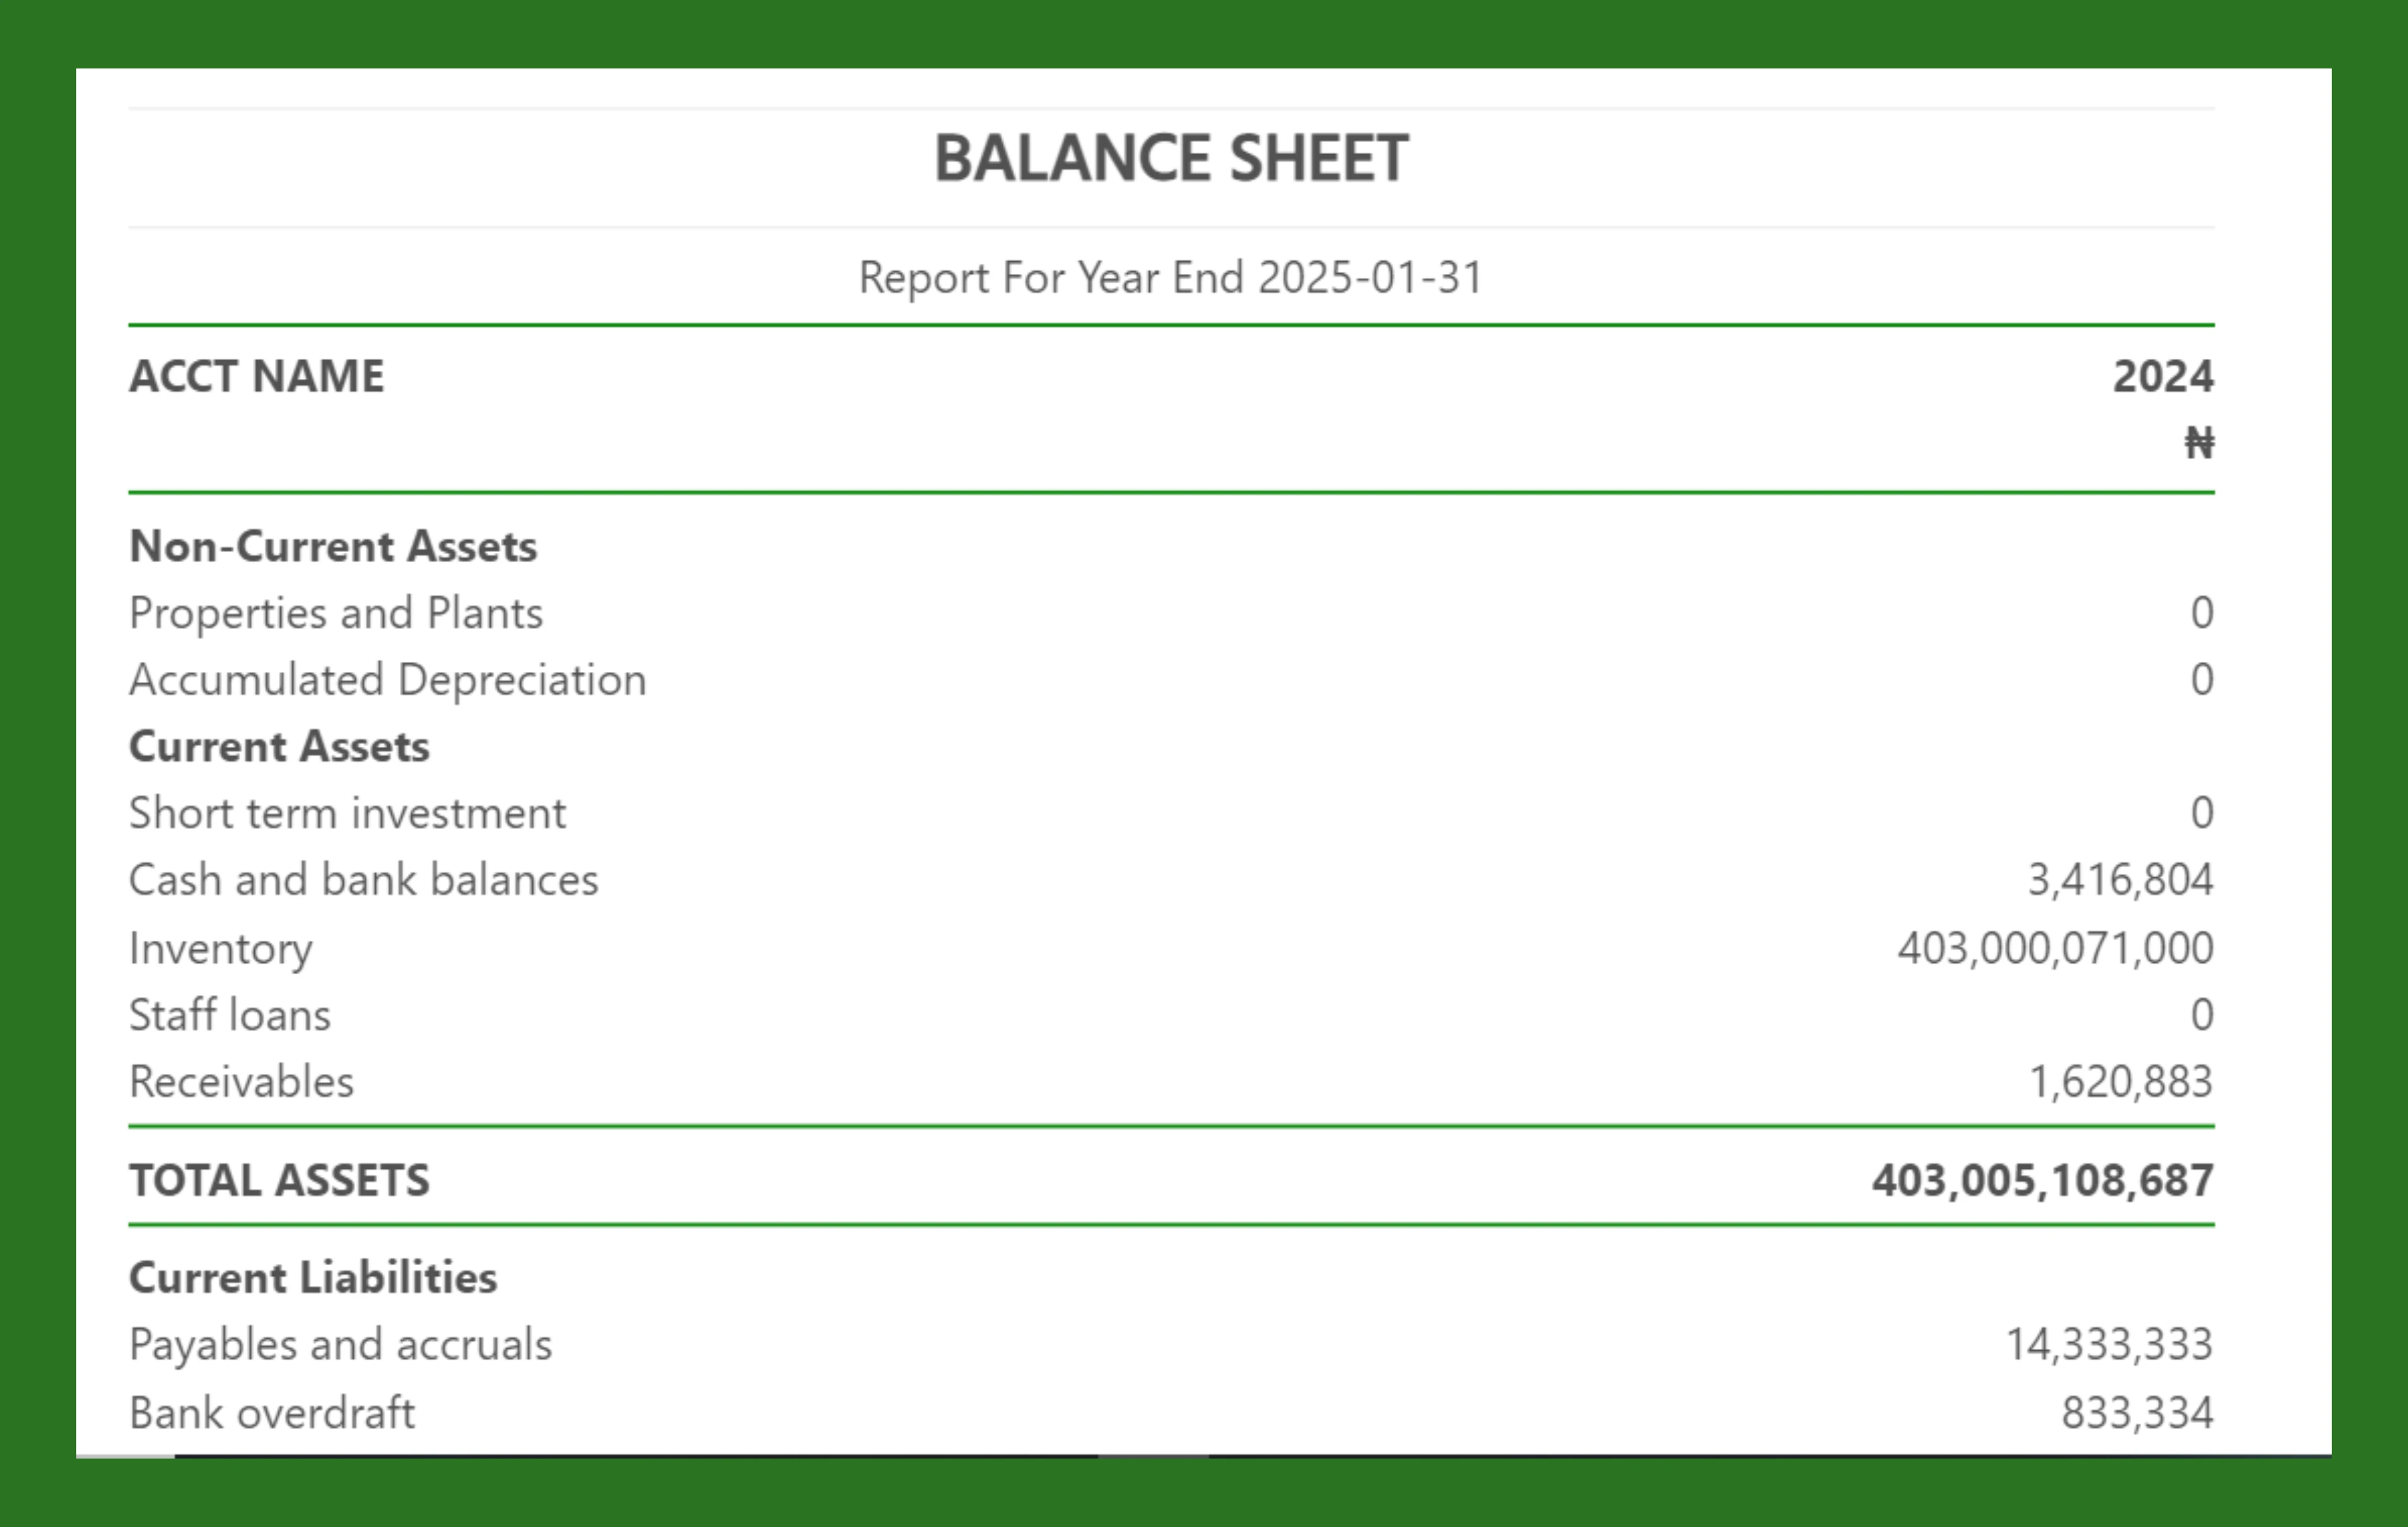 BALANCE SHEET
Report For Year End 2025-01-31
ACCT NAME 2024
₦
Non-Current Assets
Properties and Plants 0
Accumulated Depreciation 0
Current Assets
Short term investment 0
Cash and bank balances 3,416,804
Inventory 403,000,071,000
Staff loans 0
Receivables 1,620,883
TOTAL ASSETS 403,005,108,687
Current Liabilities
Payables and accruals 14,333,333
Bank overdraft 833,334